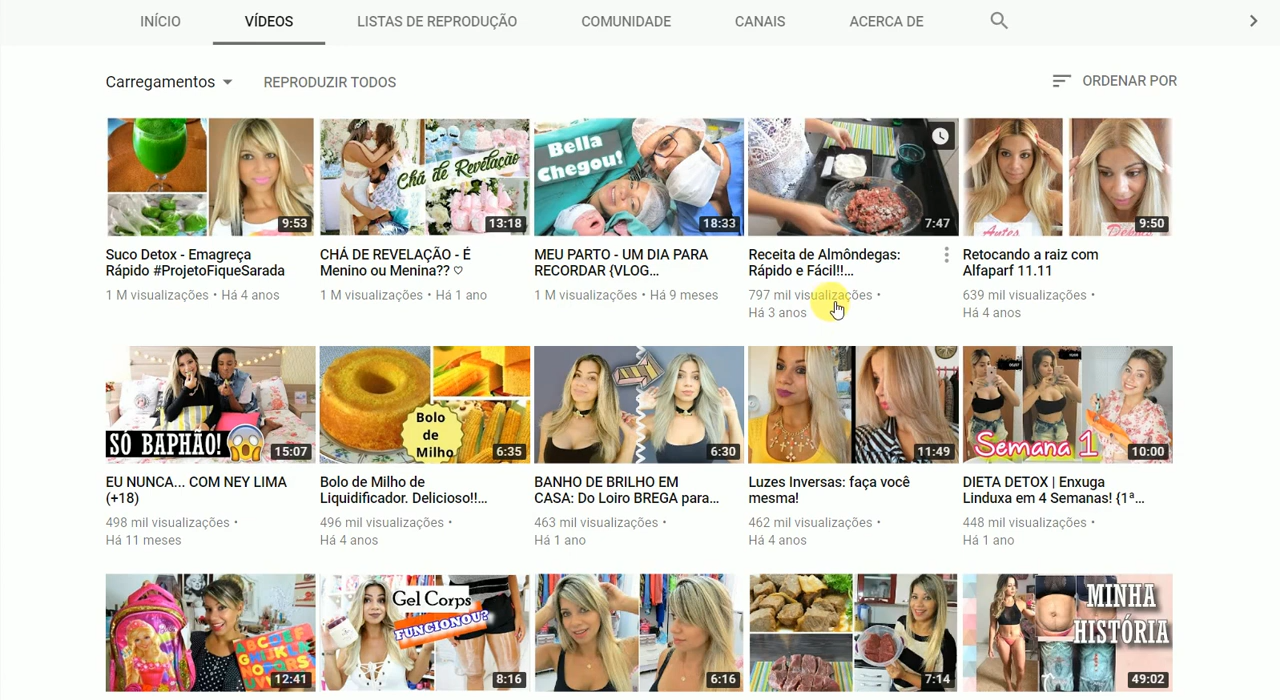 INÍCIO VÍDEOS LISTAS DE REPRODUÇÃO COMUNIDADE CANAIS ACERCA DE
Carregamentos REPRODUZIR TODOS ORDENAR POR
9:53
Chá de Revelação
13:18
Bella
Chegou!
18:33
7:47
Antes
9:50
Suco Detox - Emagreça
Rápido #ProjetoFiqueSarada
1 M visualizações • Há 4 anos
CHÁ DE REVELAÇÃO - É
Menino ou Menina?? ♡
1 M visualizações • Há 1 ano
MEU PARTO - UM DIA PARA
RECORDAR {VLOG...
1 M visualizações • Há 9 meses
Receita de Almôndegas:
Rápido e Fácil!!...
797 mil visualizações •
Há 3 anos
Retocando a raiz com
Alfaparf 11.11
639 mil visualizações •
Há 4 anos
SÓ BAPHÃO!
15:07
Bolo
de
Milho
6:35
6:30
11:49
Semana 1
10:00
EU NUNCA... COM NEY LIMA
(+18)
498 mil visualizações •
Há 11 meses
Bolo de Milho de
Liquidificador. Delicioso!!...
496 mil visualizações •
Há 4 anos
BANHO DE BRILHO EM
CASA: Do Loiro BREGA para...
463 mil visualizações •
Há 1 ano
Luzes Inversas: faça você
mesma!
462 mil visualizações •
Há 4 anos
DIETA DETOX | Enxuga
Linduxa em 4 Semanas! {1ª...
448 mil visualizações •
Há 1 ano
12:41
Gel Corps
FUNCIONOU?
8:16
6:16
7:14
MINHA
HISTÓRIA
49:02